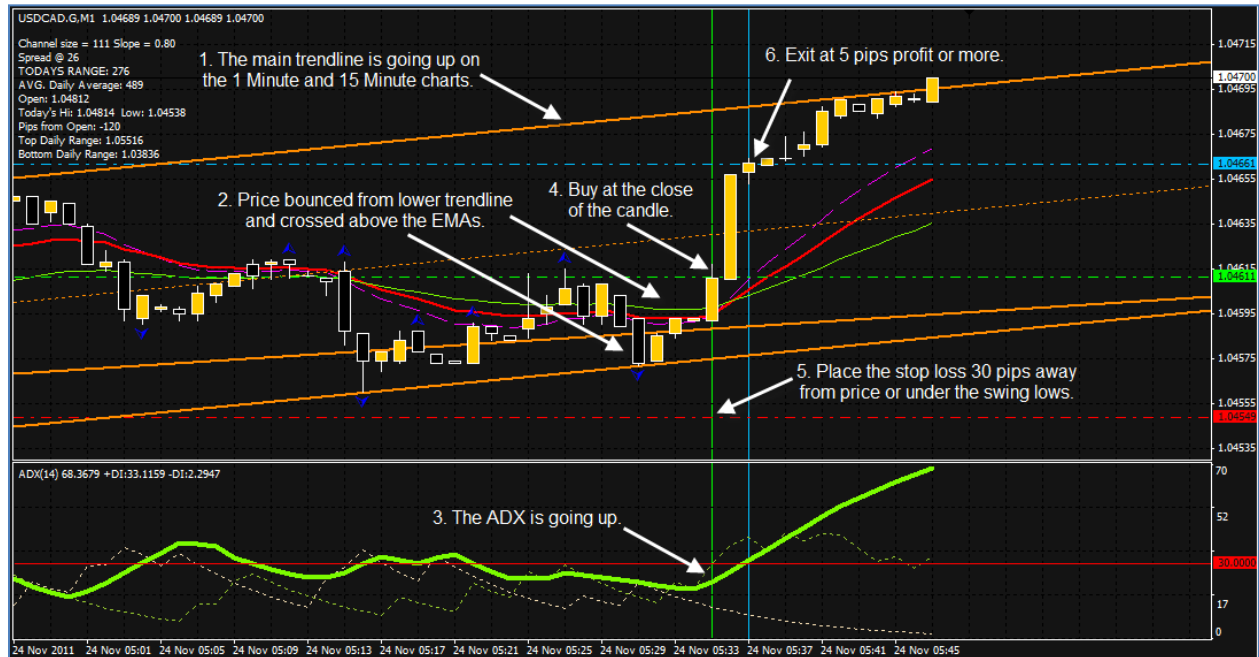 USDCAD.G,M1 1.04689 1.04700 1.04689 1.04700
Channel size = 111 Slope = 0.80
Spread @ 26
TODAYS RANGE: 276
AVG. Daily Average: 489
Open: 1.04812
Today's Hi: 1.04814 Low: 1.04538
Pips from Open: -120
Top Daily Range: 1.05516
Bottom Daily Range: 1.03836
1. The main trendline is going up on
the 1 Minute and 15 Minute charts.
6. Exit at 5 pips profit or more.
2. Price bounced from lower trendline
and crossed above the EMAs.
4. Buy at the close
of the candle.
5. Place the stop loss 30 pips away
from price or under the swing lows.
1.04715
1.04700
1.04695
1.04675
1.04661
1.04655
1.04635
1.04615
1.04611
1.04595
1.04575
1.04555
1.04549
1.04535
ADX(14) 68.3679 +DI:33.1159 -DI:2.2947
3. The ADX is going up.
70
52
30.0000
17
0
24 Nov 2011
24 Nov 05:01
24 Nov 05:05
24 Nov 05:09
24 Nov 05:13
24 Nov 05:17
24 Nov 05:21
24 Nov 05:25
24 Nov 05:29
24 Nov 05:33
24 Nov 05:37
24 Nov 05:41
24 Nov 05:45